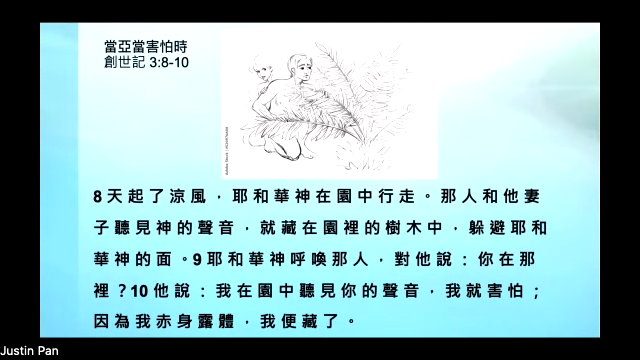 當亞當害怕時
創世記 3:8-10
8天起了涼風，耶和華神在園中行走。那人和他妻
子聽見神的聲音，就藏在園裡的樹木中，躲避耶和
華神的面。9耶和華神呼喚那人，對他說：你在那
裡？10他說：我在園中聽見你的聲音，我就害怕；
因為我赤身露體，我便藏了。
Justin Pan